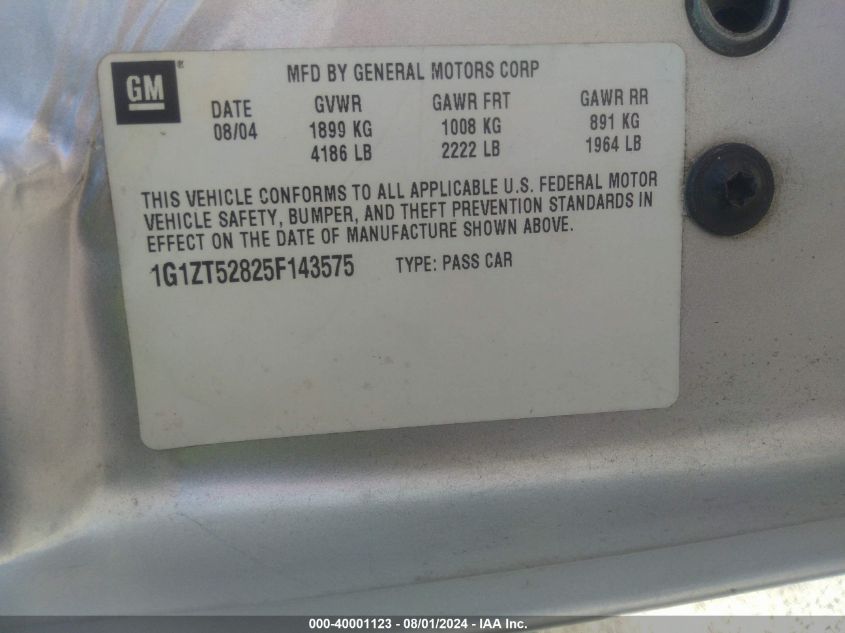 GM®
MFD BY GENERAL MOTORS CORP
DATE GVWR GAWR FRT GAWR RR
08/04 1899 KG 1008 KG 891 KG
4186 LB 2222 LB 1964 LB
THIS VEHICLE CONFORMS TO ALL APPLICABLE U.S. FEDERAL MOTOR
VEHICLE SAFETY, BUMPER, AND THEFT PREVENTION STANDARDS IN
EFFECT ON THE DATE OF MANUFACTURE SHOWN ABOVE.
1G1ZT52825F143575 TYPE: PASS CAR
000-40001123 - 08/01/2024 - IAA Inc.